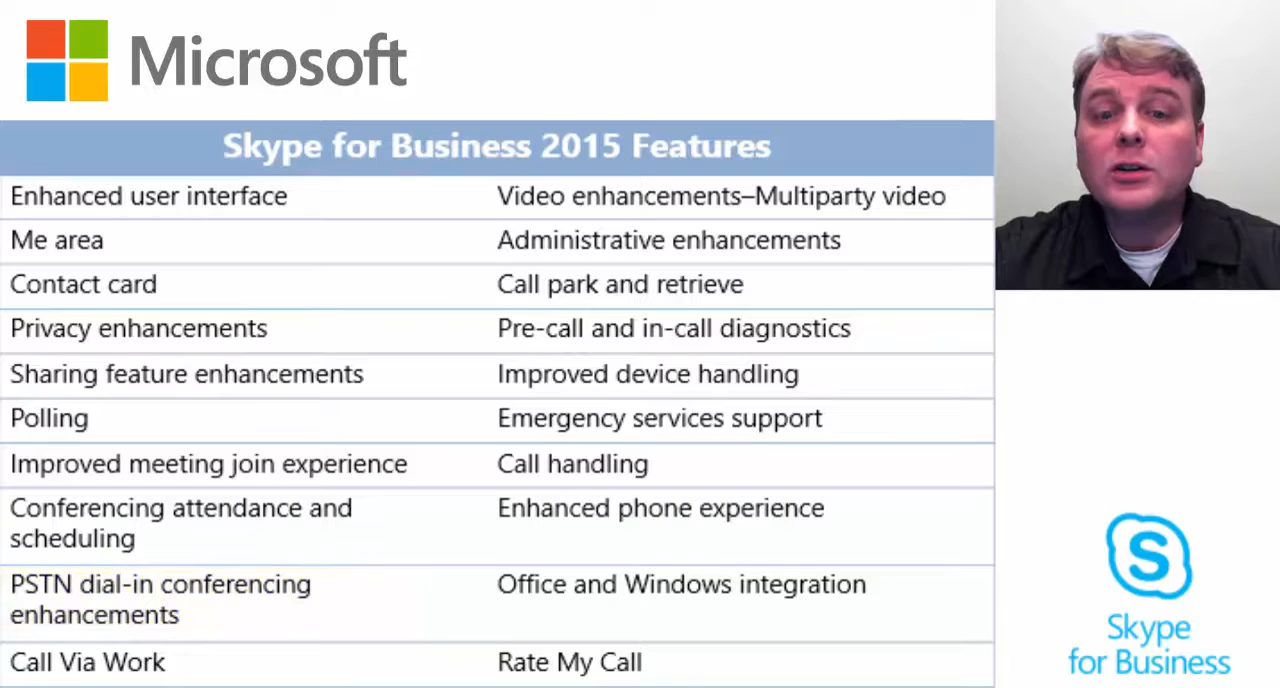 Microsoft
Skype for Business 2015 Features
Enhanced user interface
Video enhancements–Multiparty video
Me area
Administrative enhancements
Contact card
Call park and retrieve
Privacy enhancements
Pre-call and in-call diagnostics
Sharing feature enhancements
Improved device handling
Polling
Emergency services support
Improved meeting join experience
Call handling
Conferencing attendance and
scheduling
Enhanced phone experience
PSTN dial-in conferencing
enhancements
Office and Windows integration
Call Via Work
Rate My Call
S
Skype
for Business